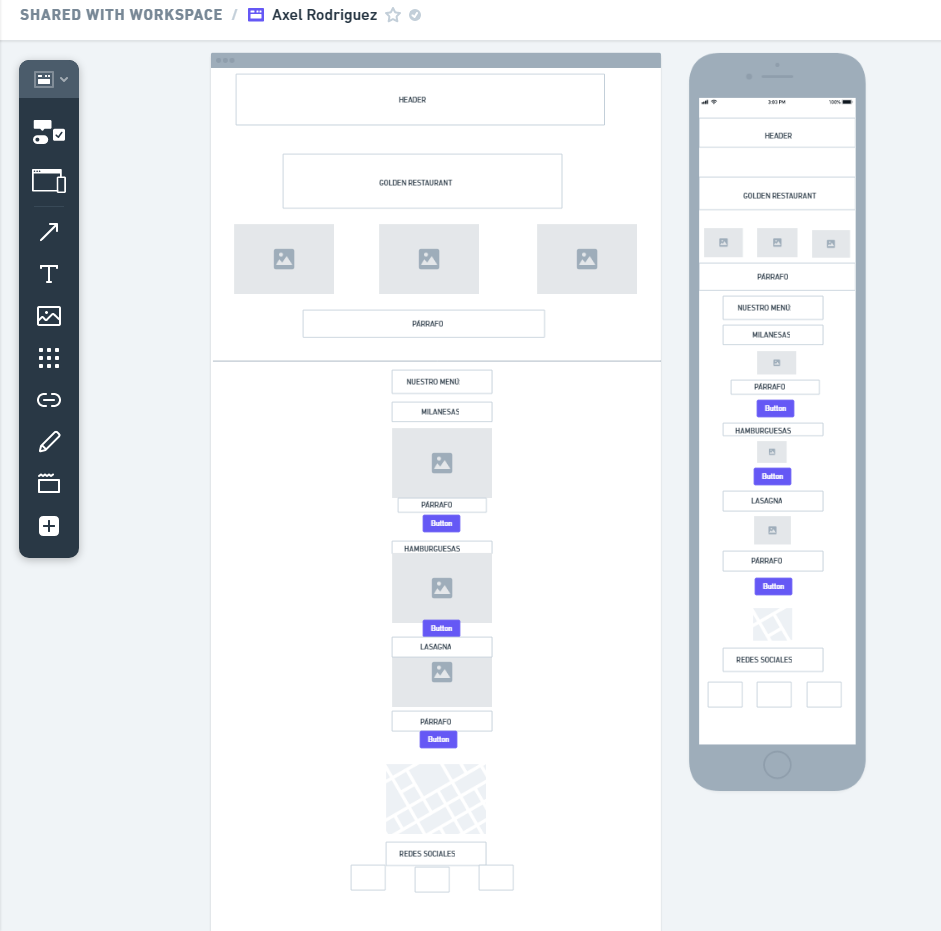 SHARED WITH WORKSPACE / Axel Rodriguez
HEADER
GOLDEN RESTAURANT
PÁRRAFO
NUESTRO MENÚ
MILANESAS
PÁRRAFO
Button
HAMBURGUESAS
Button
LASAGNA
PÁRRAFO
Button
REDES SOCIALES
3:03 PM
100%
HEADER
GOLDEN RESTAURANT
PÁRRAFO
NUESTRO MENÚ
MILANESAS
PÁRRAFO
Button
HAMBURGUESAS
Button
LASAGNA
PÁRRAFO
Button
REDES SOCIALES